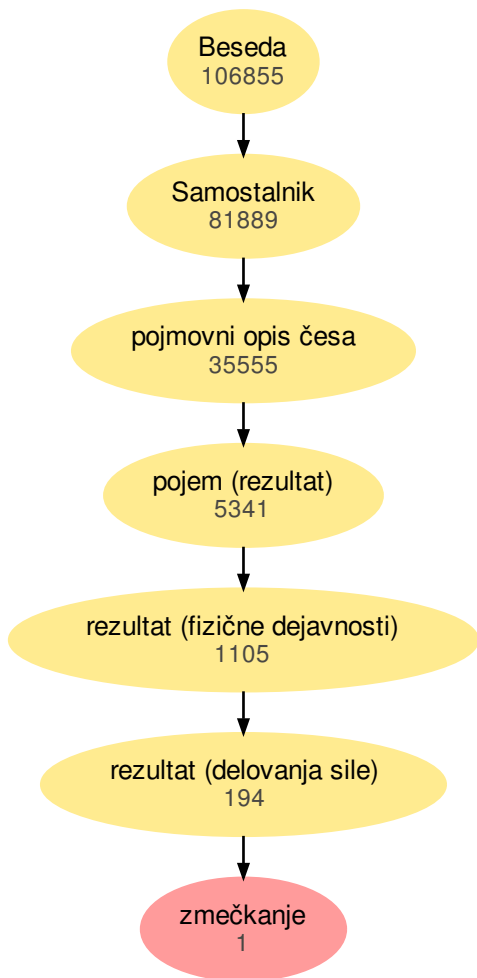 Beseda
106855
Samostalnik
81889
pojmovni opis česa
35555
pojem (rezultat)
5341
rezultat (fizične dejavnosti)
1105
rezultat (delovanja sile)
194
zmečkanje
1